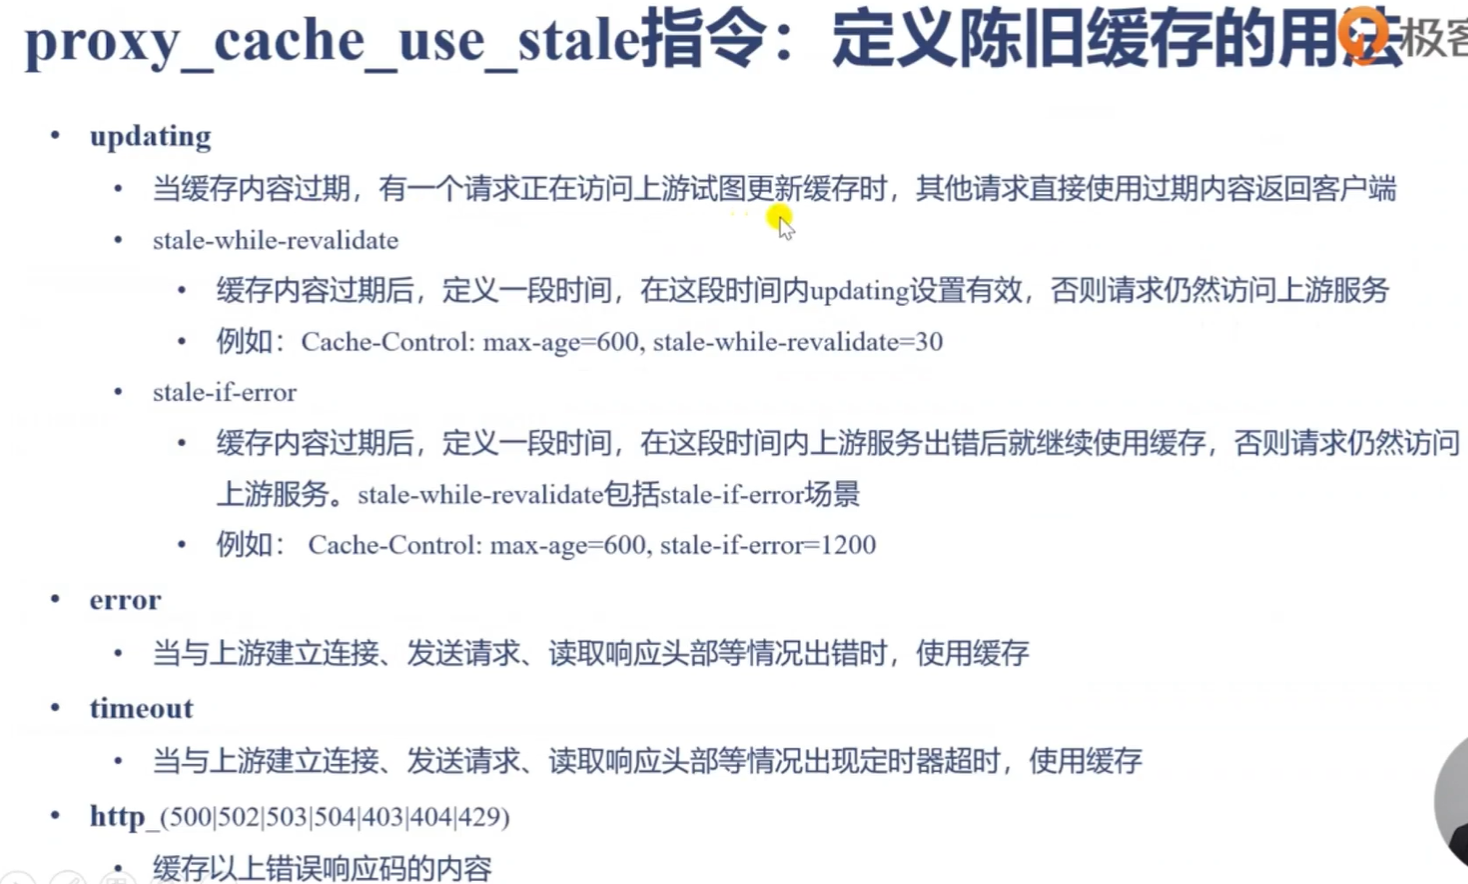 proxy_cache_use_stale指令：定义陈旧缓存的用法
极客
• updating
• 当缓存内容过期，有一个请求正在访问上游试图更新缓存时，其他请求直接使用过期内容返回客户端
• stale-while-revalidate
• 缓存内容过期后，定义一段时间，在这段时间内updating设置有效，否则请求仍然访问上游服务
• 例如：Cache-Control: max-age=600, stale-while-revalidate=30
• stale-if-error
• 缓存内容过期后，定义一段时间，在这段时间内上游服务出错后就继续使用缓存，否则请求仍然访问
上游服务。stale-while-revalidate包括stale-if-error场景
• 例如： Cache-Control: max-age=600, stale-if-error=1200
• error
• 当与上游建立连接、发送请求、读取响应头部等情况出错时，使用缓存
• timeout
• 当与上游建立连接、发送请求、读取响应头部等情况出现定时器超时，使用缓存
• http_(500|502|503|504|403|404|429)
• 缓存以上错误响应码的内容